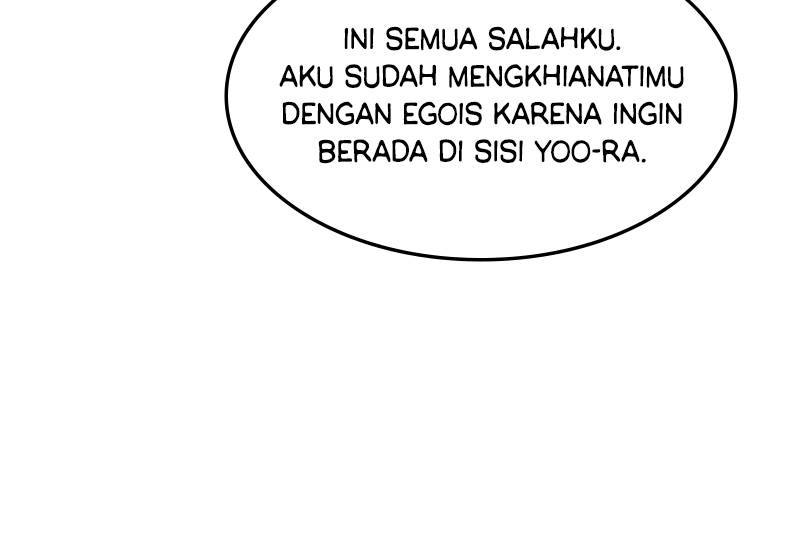 INI SEMUA SALAHKU.
AKU SUDAH MENGKHIANATIMU
DENGAN EGOIS KARENA INGIN
BERADA DI SISI YOO-RA.